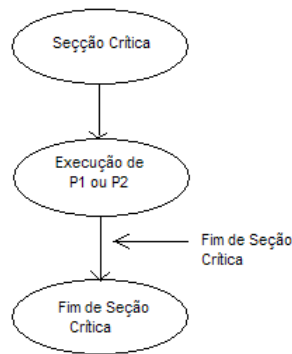 Secção Crítica
Execução de
P1 ou P2
Fim de Seção
Crítica
Fim de Seção
Crítica